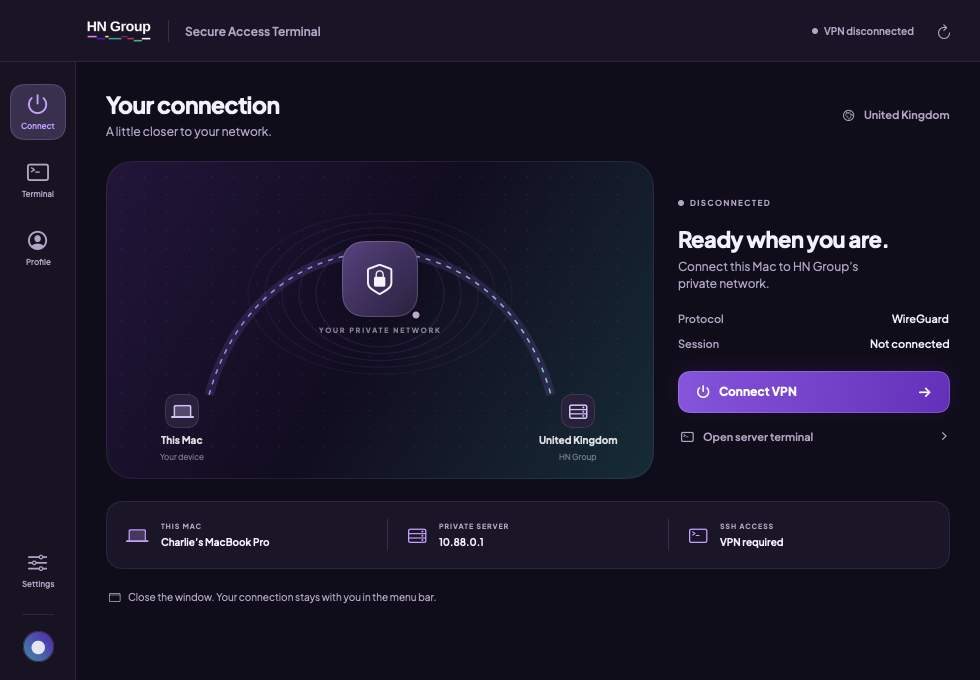 HN Group
Secure Access Terminal
VPN disconnected
Connect
Terminal
Profile
Settings
Your connection
A little closer to your network.
United Kingdom
YOUR PRIVATE NETWORK
This Mac
Your device
United Kingdom
HN Group
DISCONNECTED
Ready when you are.
Connect this Mac to HN Group's
private network.
Protocol WireGuard
Session Not connected
Connect VPN
Open server terminal
THIS MAC
Charlie's MacBook Pro
PRIVATE SERVER
10.88.0.1
SSH ACCESS
VPN required
Close the window. Your connection stays with you in the menu bar.